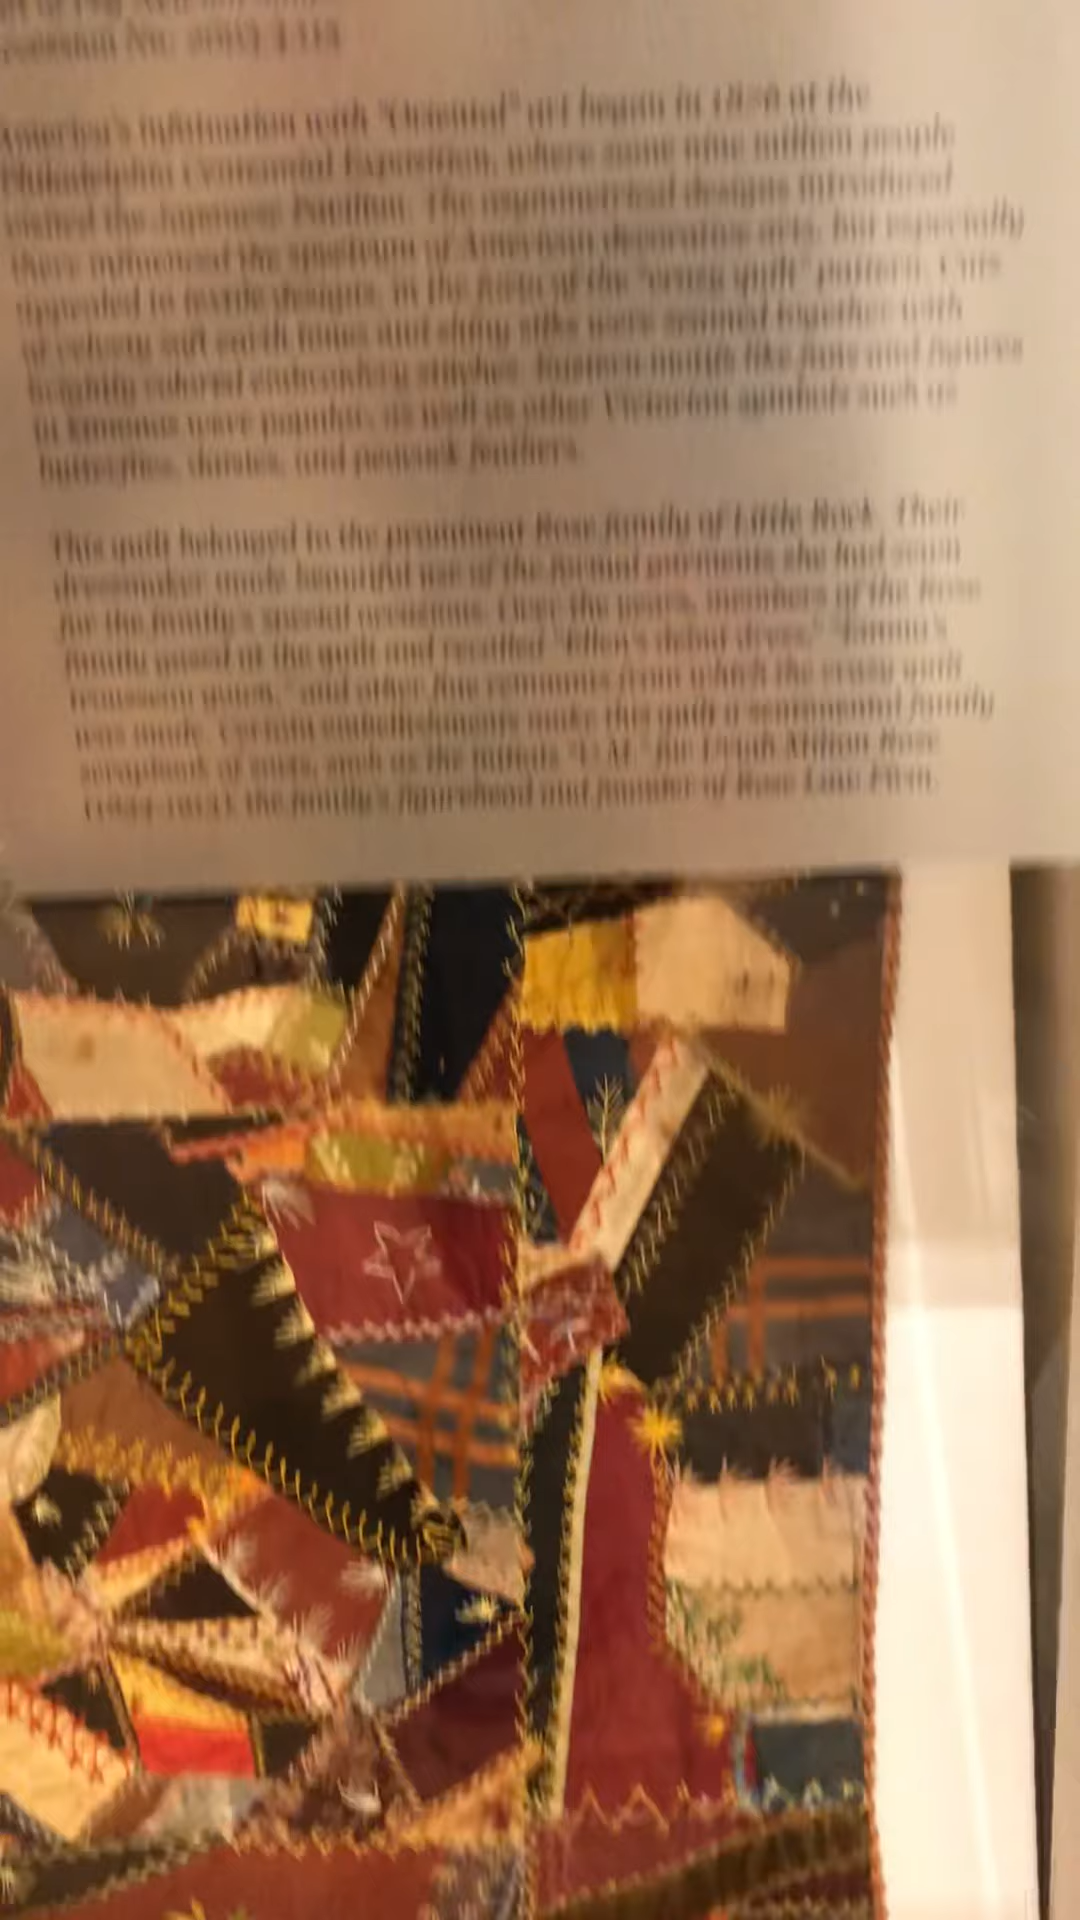 America's infatuation with "Oriental" art began in 1876 at the
Philadelphia Centennial Exposition, where some nine million people
visited the Japanese Pavilion. The asymmetrical designs introduced
there influenced the spectrum of American decorative arts, but especially
appealed to textile designs, in the form of the "crazy quilt" pattern. Cuts
of velvety soft earth tones and shiny silks were seamed together with
brightly colored embroidery stitches. Eastern motifs like fans and figures
in kimonos were popular, as well as other Victorian symbols such as
butterflies, daisies, and peacock feathers.
This quilt belonged to the prominent Rose family of Little Rock. Their
dressmaker made beautiful use of the formal garments she had sewn
for the family's special occasions. Over the years, members of the Rose
family gazed at the quilt and recalled "Ellen's debut dress,"
trousseau gown," and other fine remnants from which the crazy quilt
was made. Certain embellishments make this quilt a sentimental family
scrapbook of sorts, such as the initials "U.M." for Uriah Milton Rose
the family's figurehead and founder of Rose Law Firm.